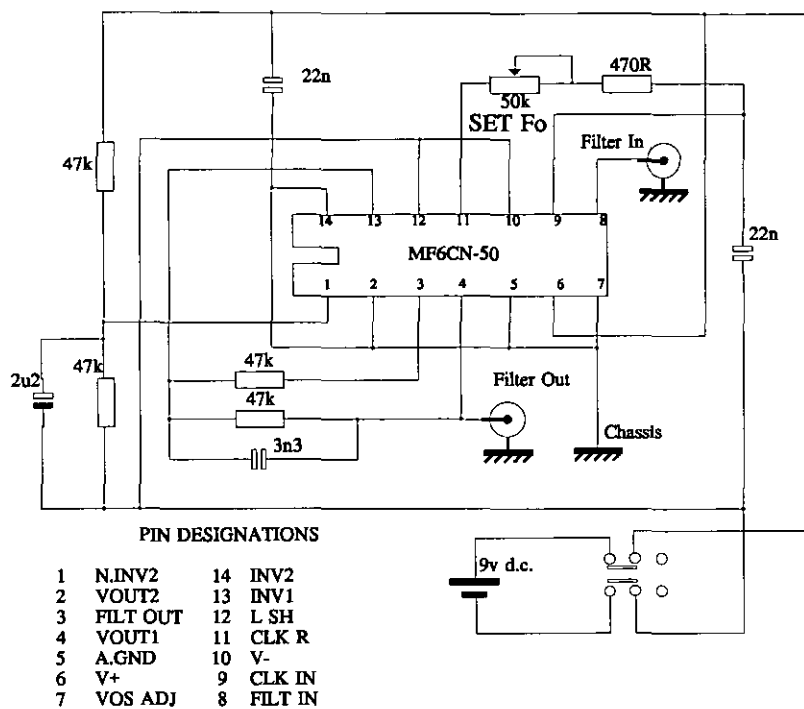 22n
470R
50k
SET Fo
Filter In
47k
14 13 12 11 10 9 8
MF6CN-50
22n
1 2 3 4 5 6 7
47k
2u2
47k
47k
Filter Out
3n3
Chassis
PIN DESIGNATIONS
9v d.c.
1 N.INV2 14 INV2
2 VOUT2 13 INV1
3 FILT OUT 12 L SH
4 VOUT1 11 CLK R
5 A.GND 10 V-
6 V+ 9 CLK IN
7 VOS ADJ 8 FILT IN